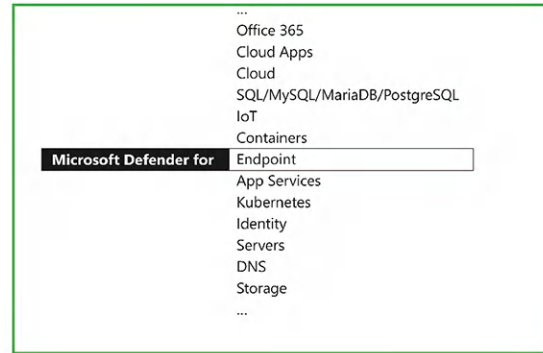 ...
Office 365
Cloud Apps
Cloud
SQL/MySQL/MariaDB/PostgreSQL
IoT
Containers
Microsoft Defender for Endpoint
App Services
Kubernetes
Identity
Servers
DNS
Storage
...